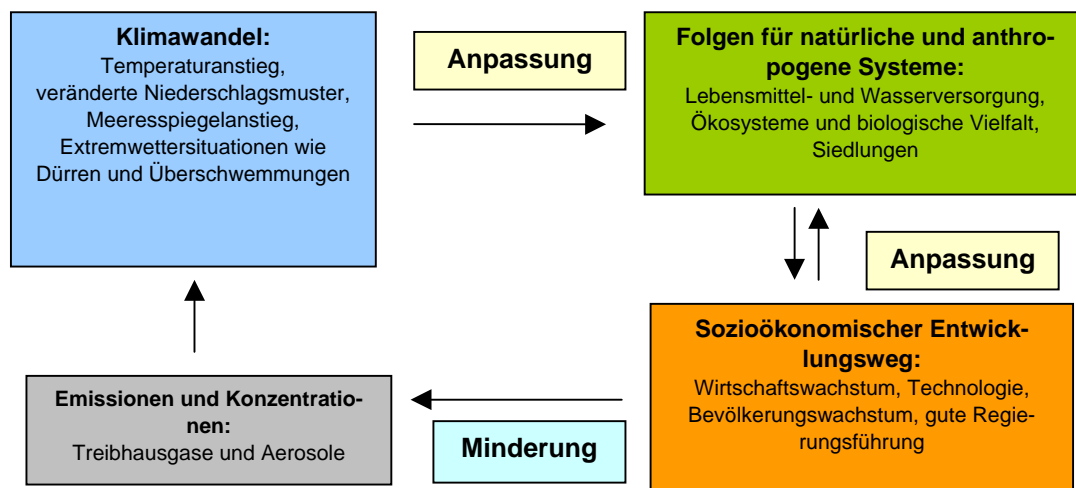 Klimawandel:
Temperaturanstieg,
veränderte Niederschlagsmuster,
Meeresspiegelanstieg,
Extremwettersituationen wie
Dürren und Überschwemmungen
Anpassung
Folgen für natürliche und anthro-
pogene Systeme:
Lebensmittel- und Wasserversorgung,
Ökosysteme und biologische Vielfalt,
Siedlungen
Anpassung
Sozioökonomischer Entwick-
lungsweg:
Wirtschaftswachstum, Technologie,
Bevölkerungswachstum, gute Regie-
rungsführung
Minderung
Emissionen und Konzentratio-
nen:
Treibhausgase und Aerosole